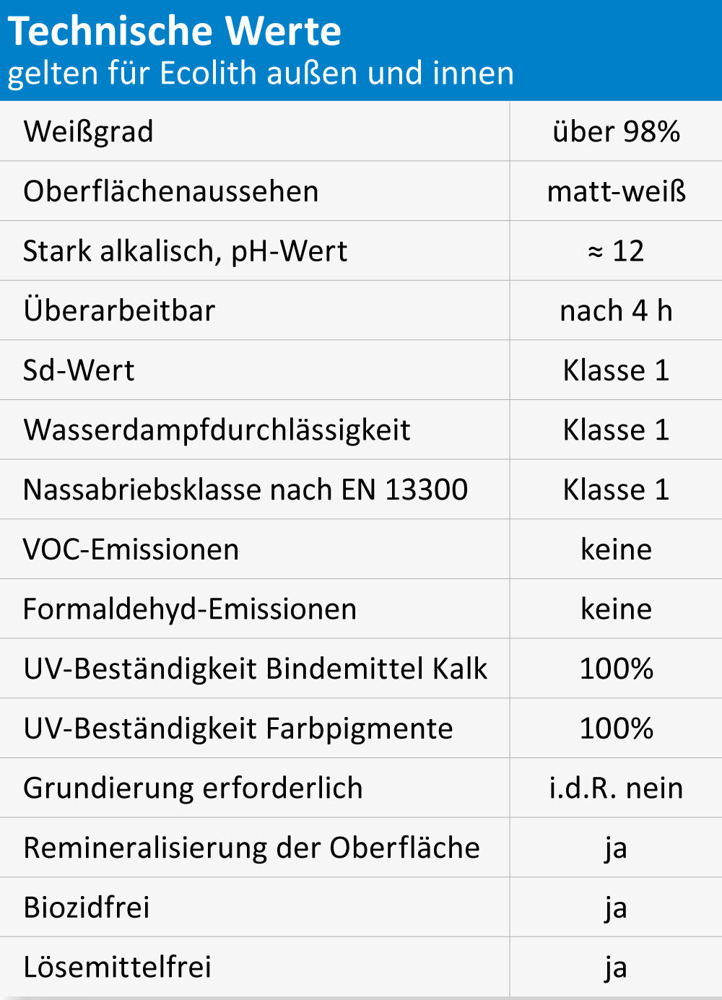 Technische Werte
gelten für Ecolith außen und innen
Weißgrad über 98%
Oberflächenaussehen matt-weiß
Stark alkalisch, pH-Wert ≈ 12
Überarbeitbar nach 4 h
Sd-Wert Klasse 1
Wasserdampfdurchlässigkeit Klasse 1
Nassabriebsklasse nach EN 13300 Klasse 1
VOC-Emissionen keine
Formaldehyd-Emissionen keine
UV-Beständigkeit Bindemittel Kalk 100%
UV-Beständigkeit Farbpigmente 100%
Grundierung erforderlich i.d.R. nein
Remineralisierung der Oberfläche ja
Biozidfrei ja
Lösemittelfrei ja